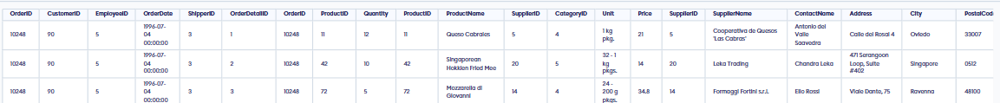 OrderID CustomerID EmployeeID OrderDate ShipperID OrderDetailID OrderID ProductID Quantity ProductID ProductName SupplierID CategoryID Unit Price SupplierID SupplierName ContactName Address City PostalCod
10248 90 5 1996-07-04 00:00:00 3 1 10248 11 12 11 Queso Cabrales 5 4 1 kg pkg. 21 5 Cooperativa de Quesos 'Las Cabras' Antonio del Valle Saavedra Calle del Rosal 4 Oviedo 33007
10248 90 5 1996-07-04 00:00:00 3 2 10248 42 10 42 Singaporean Hokkien Fried Mee 20 5 32 - 1 kg pkgs. 14 20 Leka Trading Chandra Leka 471 Serangoon Loop, Suite #402 Singapore 0512
10248 90 5 1996-07-04 00:00:00 3 3 10248 72 5 72 Mozzarella di Giovanni 14 4 24 - 200 g pkgs. 34.8 14 Formaggi Fortini s.r.l. Elio Rossi Viale Dante, 75 Ravenna 48100